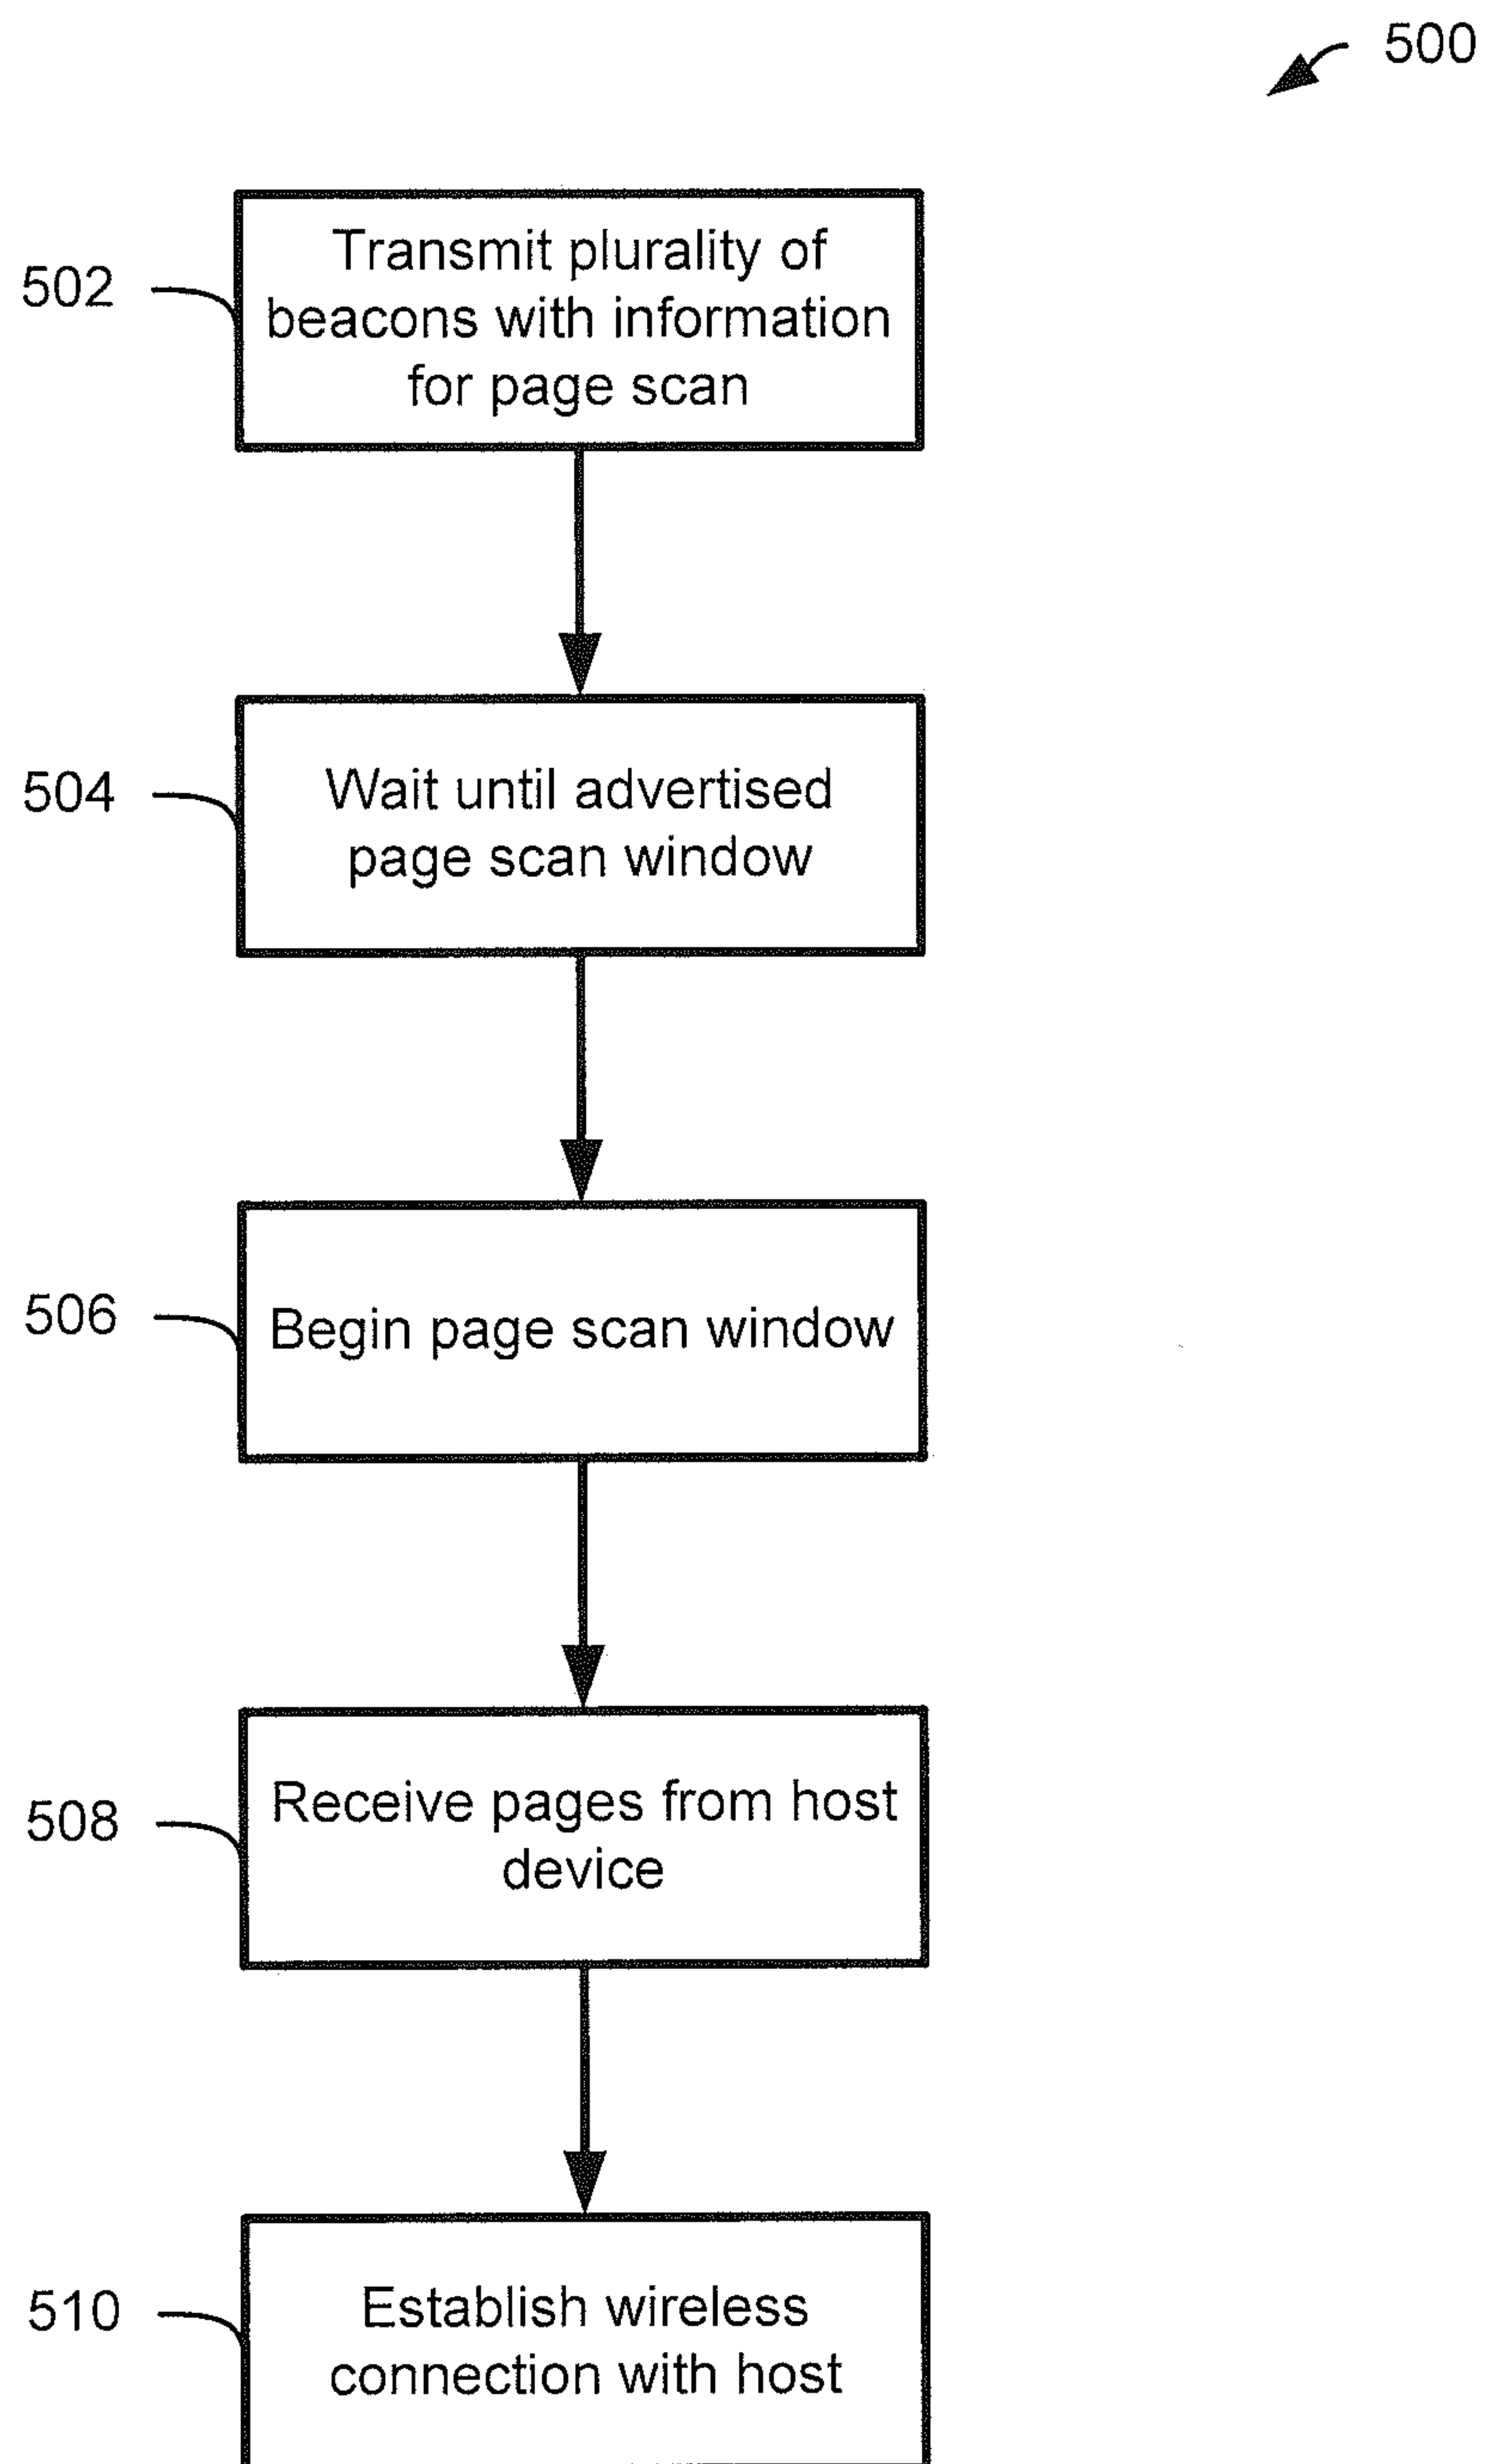 500
502
Transmit plurality of
beacons with information
for page scan
504
Wait until advertised
page scan window
506
Begin page scan window
508
Receive pages from host
device
510
Establish wireless
connection with host